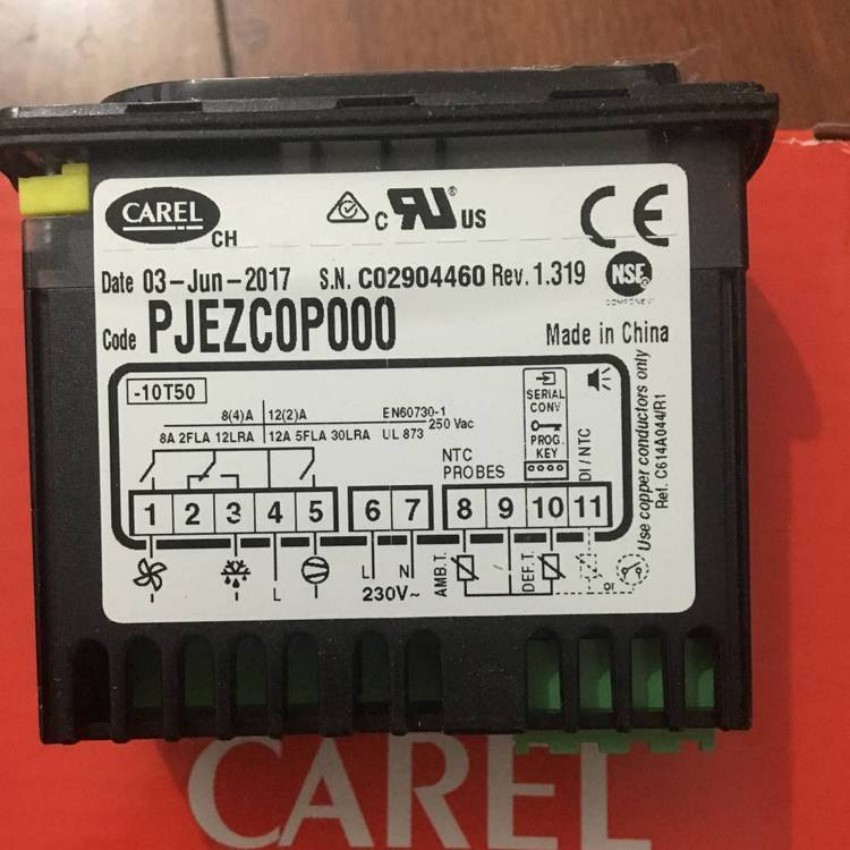 CAREL
CH
c RU ® US
CE
Date 03-Jun-2017 S.N. C02904460 Rev. 1.319
NSF®
COMPONENT
Code PJEZC0P000 Made in China
-10T50
8(4)A 12(2)A EN60730-1
250 Vac
8A 2FLA 12LRA 12A 5FLA 30LRA UL 873
SERIAL
CONV
PROG.
KEY
NTC
PROBES
DI / NTC
Use copper conductors only
Ref. C614A044/R1
1 2 3 4 5 6 7 8 9 10 11
L
L N
230V~
AMB.T.
DEF.T.
or
CAREL